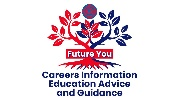 Future You
Careers Information
Education Advice
and Guidance